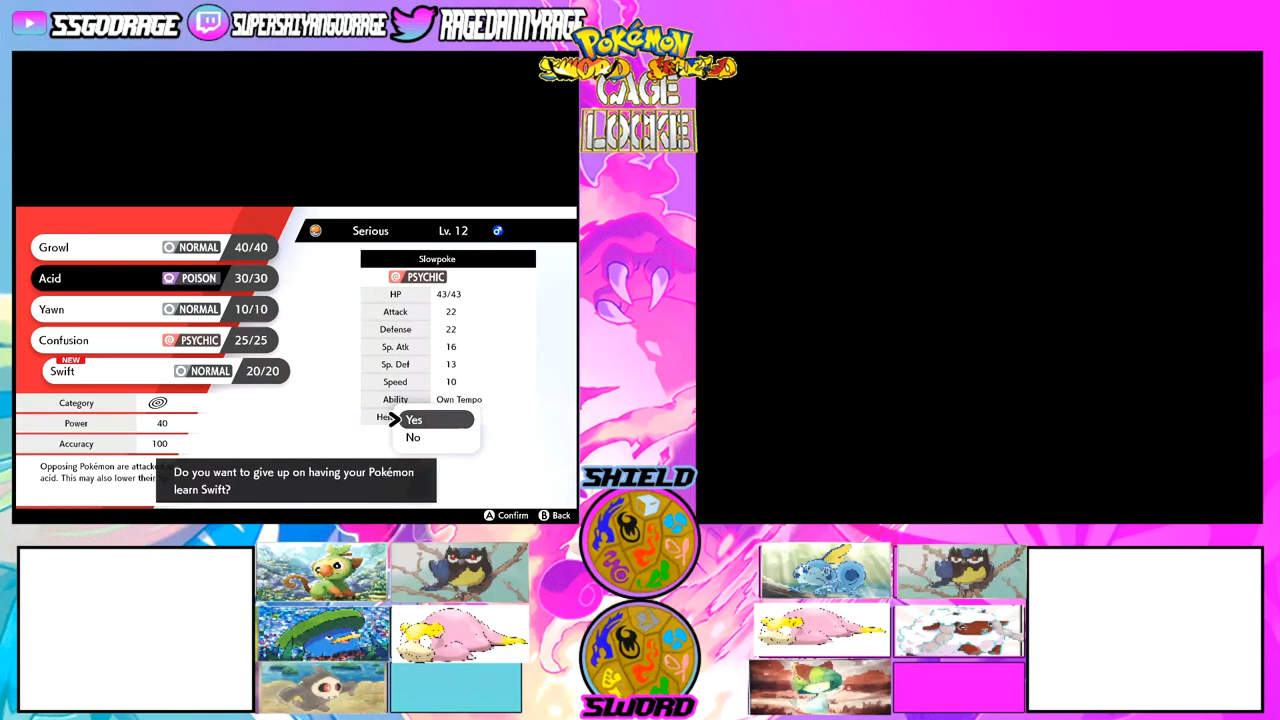 SSGODRAGE
SUPERSAIYANGODRAGE
RAGEDANNYRAGE
POKéMON
SWORD SHIELD
CAGE
LOCKE
Growl NORMAL 40/40
Acid POISON 30/30
Yawn NORMAL 10/10
Confusion PSYCHIC 25/25
NEW
Swift NORMAL 20/20
Category
Power 40
Accuracy 100
Opposing Pokémon are attacked
acid. This may also lower their
Serious Lv. 12
Slowpoke
PSYCHIC
HP 43/43
Attack 22
Defense 22
Sp. Atk 16
Sp. Def 13
Speed 10
Ability Own Tempo
He
Yes
No
Do you want to give up on having your Pokémon
learn Swift?
A Confirm B Back
SHIELD
SWORD